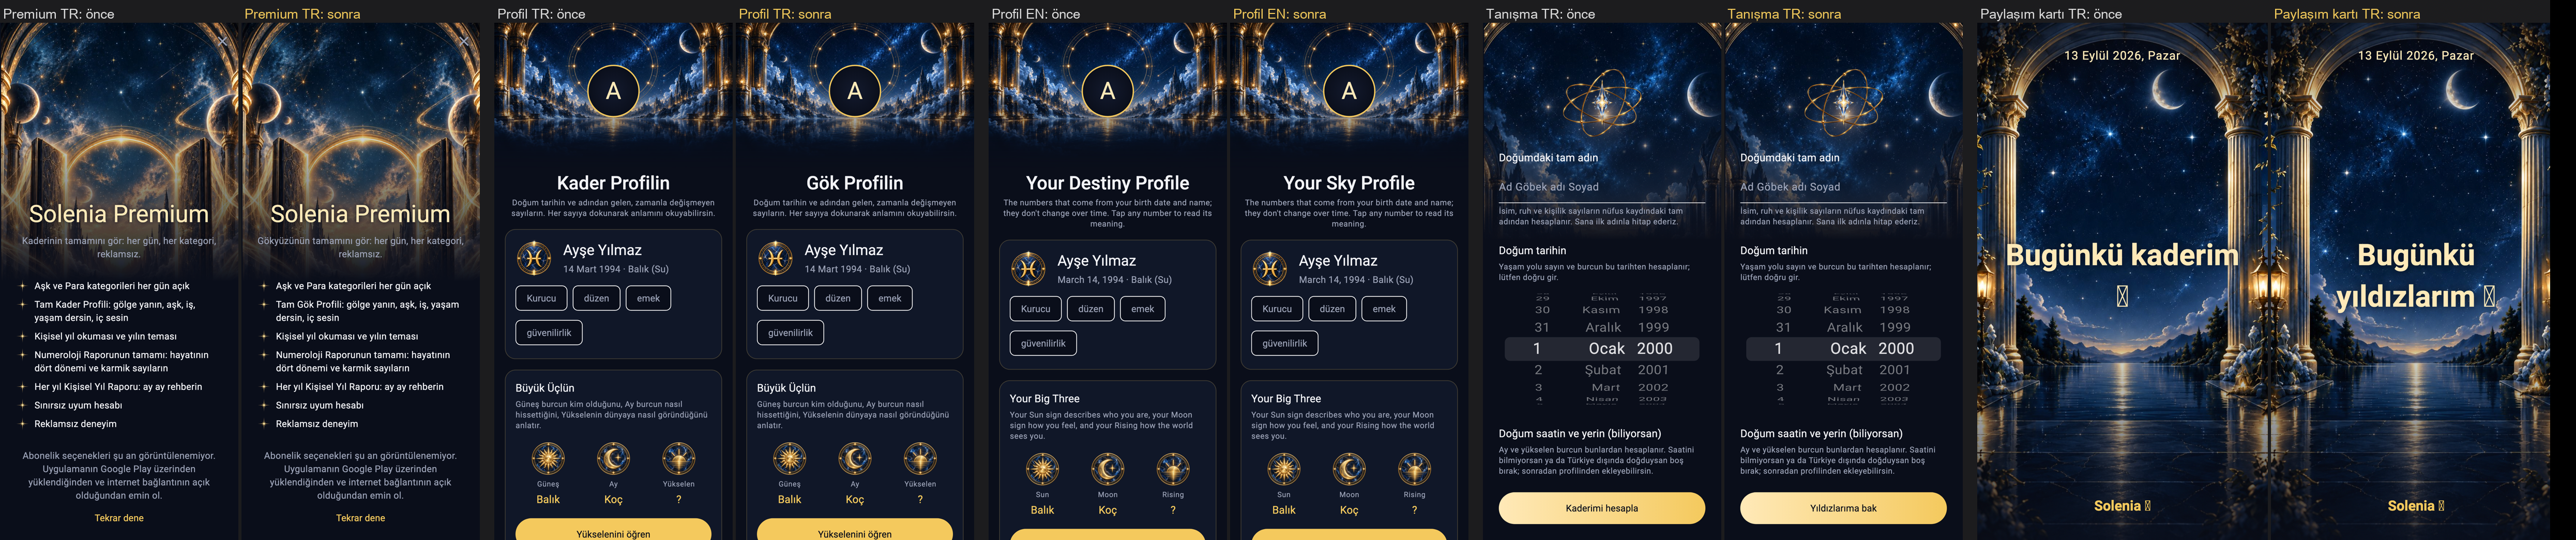 Premium TR: önce
Solenia Premium
Kaderinin tamamını gör: her gün, her kategori,
reklamsız.
Aşk ve Para kategorileri her gün açık
Tam Kader Profili: gölge yanın, aşk, iş,
yaşam dersin, iç sesin
Kişisel yıl okuması ve yılın teması
Numeroloji Raporunun tamamı: hayatının
dört dönemi ve karmik sayıların
Her yıl Kişisel Yıl Raporu: ay ay rehberin
Sınırsız uyum hesabı
Reklamsız deneyim
Abonelik seçenekleri şu an görüntülenemiyor.
Uygulamanın Google Play üzerinden
yüklendiğinden ve internet bağlantının açık
olduğundan emin ol.
Tekrar dene
Premium TR: sonra
Solenia Premium
Gökyüzünün tamamını gör: her gün, her kategori,
reklamsız.
Aşk ve Para kategorileri her gün açık
Tam Gök Profili: gölge yanın, aşk, iş, yaşam
dersin, iç sesin
Kişisel yıl okuması ve yılın teması
Numeroloji Raporunun tamamı: hayatının
dört dönemi ve karmik sayıların
Her yıl Kişisel Yıl Raporu: ay ay rehberin
Sınırsız uyum hesabı
Reklamsız deneyim
Abonelik seçenekleri şu an görüntülenemiyor.
Uygulamanın Google Play üzerinden
yüklendiğinden ve internet bağlantının açık
olduğundan emin ol.
Tekrar dene
Profil TR: önce
A
Kader Profilin
Doğum tarihin ve adından gelen, zamanla değişmeyen
sayıların. Her sayıya dokunarak anlamını okuyabilirsin.
Ayşe Yılmaz
14 Mart 1994 · Balık (Su)
Kurucu
düzen
emek
güvenilirlik
Büyük Üçlün
Güneş burcun kim olduğunu, Ay burcun nasıl
hissettiğini, Yükselenin dünyaya nasıl göründüğünü
anlatır.
Güneş
Ay
Yükselen
Balık
Koç
?
Yükselenini öğren
Profil TR: sonra
A
Gök Profilin
Doğum tarihin ve adından gelen, zamanla değişmeyen
sayıların. Her sayıya dokunarak anlamını okuyabilirsin.
Ayşe Yılmaz
14 Mart 1994 · Balık (Su)
Kurucu
düzen
emek
güvenilirlik
Büyük Üçlün
Güneş burcun kim olduğunu, Ay burcun nasıl
hissettiğini, Yükselenin dünyaya nasıl göründüğünü
anlatır.
Güneş
Ay
Yükselen
Balık
Koç
?
Yükselenini öğren
Profil EN: önce
A
Your Destiny Profile
The numbers that come from your birth date and name;
they don't change over time. Tap any number to read its
meaning.
Ayşe Yılmaz
March 14, 1994 · Balık (Su)
Kurucu
düzen
emek
güvenilirlik
Your Big Three
Your Sun sign describes who you are, your Moon
sign how you feel, and your Rising how the world
sees you.
Sun
Moon
Rising
Balık
Koç
?
Profil EN: sonra
A
Your Sky Profile
The numbers that come from your birth date and name;
they don't change over time. Tap any number to read its
meaning.
Ayşe Yılmaz
March 14, 1994 · Balık (Su)
Kurucu
düzen
emek
güvenilirlik
Your Big Three
Your Sun sign describes who you are, your Moon
sign how you feel, and your Rising how the world
sees you.
Sun
Moon
Rising
Balık
Koç
?
Tanışma TR: önce
Doğumdaki tam adın
Ad Göbek adı Soyad
İsim, ruh ve kişilik sayıların nüfus kaydındaki tam
adından hesaplanır. Sana ilk adınla hitap ederiz.
Doğum tarihin
Yaşam yolu sayın ve burcun bu tarihten hesaplanır;
lütfen doğru gir.
29 Ekim 1997
30 Kasım 1998
31 Aralık 1999
1 Ocak 2000
2 Şubat 2001
3 Mart 2002
4 Nisan 2003
Doğum saatin ve yerin (biliyorsan)
Ay ve yükselen burcun bunlardan hesaplanır. Saatini
bilmiyorsan ya da Türkiye dışında doğduysan boş
bırak; sonradan profilinden ekleyebilirsin.
Kaderimi hesapla
Tanışma TR: sonra
Doğumdaki tam adın
Ad Göbek adı Soyad
İsim, ruh ve kişilik sayıların nüfus kaydındaki tam
adından hesaplanır. Sana ilk adınla hitap ederiz.
Doğum tarihin
Yaşam yolu sayın ve burcun bu tarihten hesaplanır;
lütfen doğru gir.
29 Ekim 1997
30 Kasım 1998
31 Aralık 1999
1 Ocak 2000
2 Şubat 2001
3 Mart 2002
4 Nisan 2003
Doğum saatin ve yerin (biliyorsan)
Ay ve yükselen burcun bunlardan hesaplanır. Saatini
bilmiyorsan ya da Türkiye dışında doğduysan boş
bırak; sonradan profilinden ekleyebilirsin.
Yıldızlarıma bak
Paylaşım kartı TR: önce
13 Eylül 2026, Pazar
Bugünkü kaderim
Solenia
Paylaşım kartı TR: sonra
13 Eylül 2026, Pazar
Bugünkü
yıldızlarım
Solenia